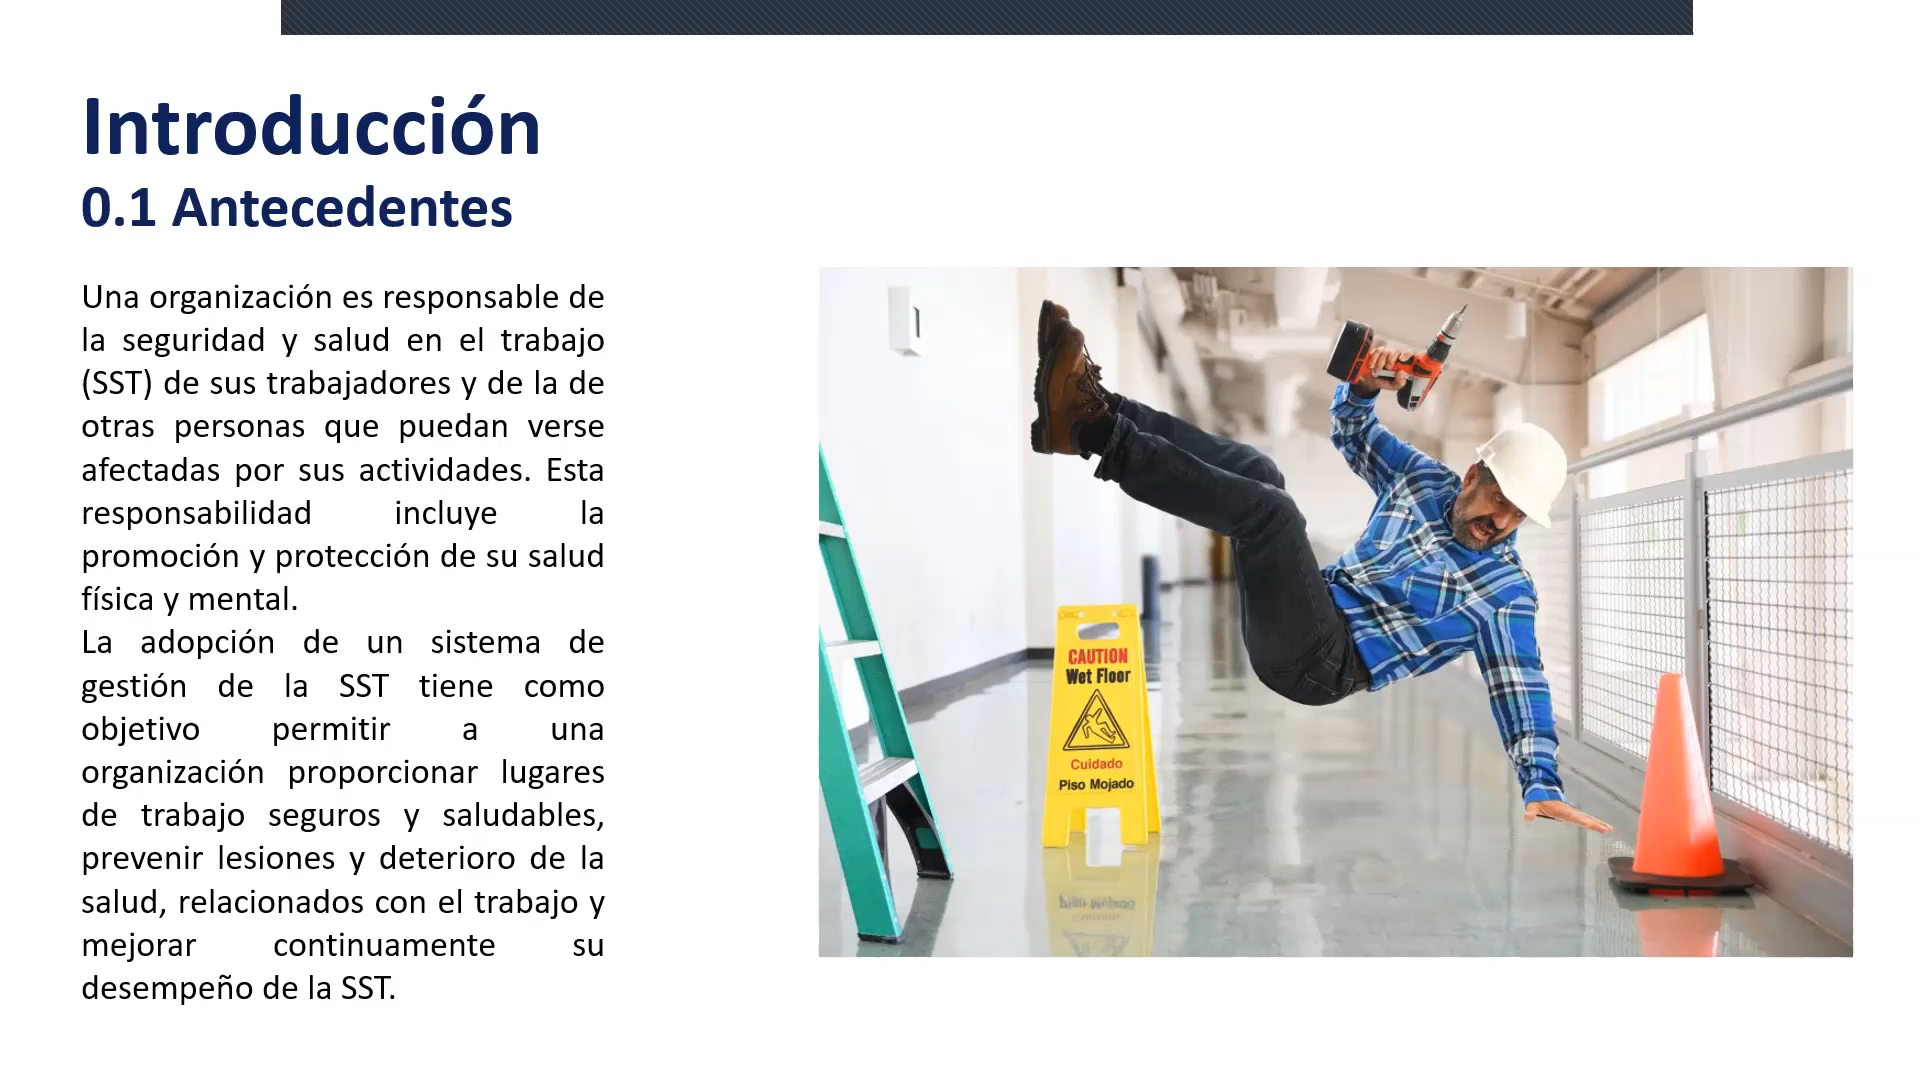 Introducción
0.1 Antecedentes
Una organización es responsable de
la seguridad y salud en el trabajo
(SST) de sus trabajadores y de la de
otras personas que puedan verse
afectadas por sus actividades. Esta
responsabilidad incluye la
promoción y protección de su salud
física y mental.
La adopción de un sistema de
gestión de la SST tiene como
objetivo permitir a una
organización proporcionar lugares
de trabajo seguros y saludables,
prevenir lesiones y deterioro de la
salud, relacionados con el trabajo y
mejorar continuamente su
desempeño de la SST.
CAUTION
Wet Floor
Cuidado
Piso Mojado